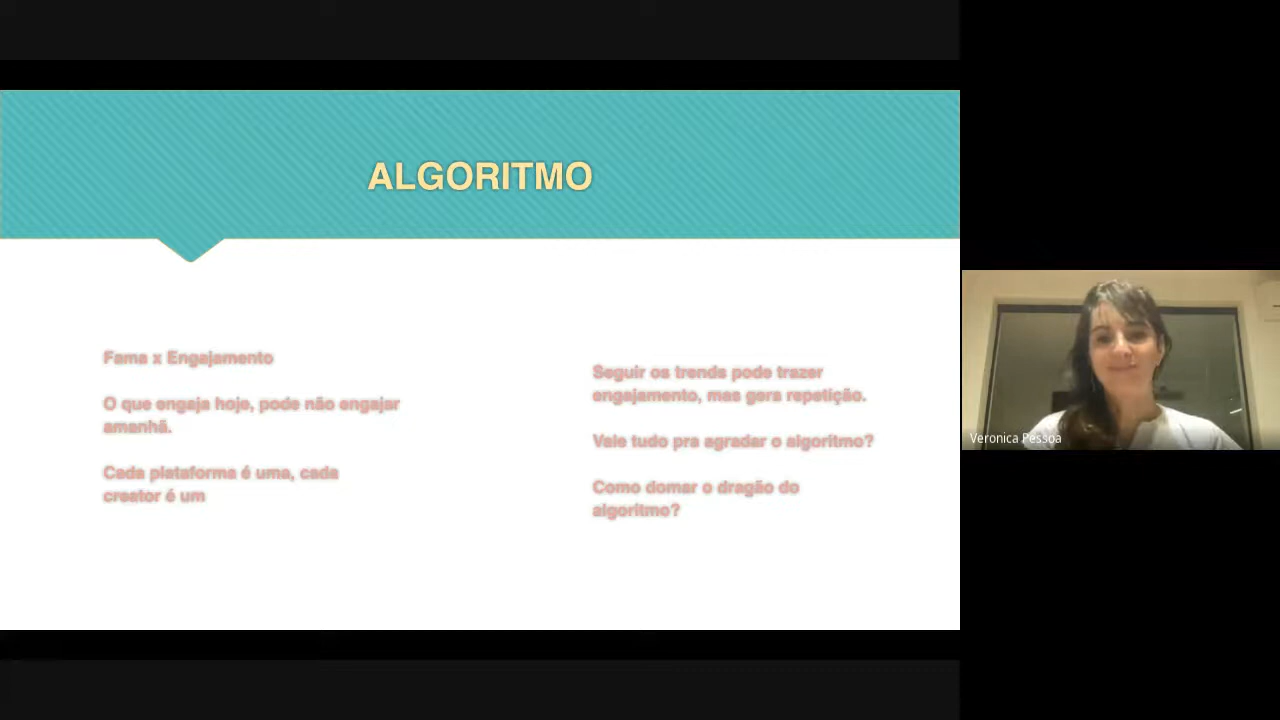 ALGORITMO
Fama x Engajamento
O que engaja hoje, pode não engajar
amanhã.
Cada plataforma é uma, cada
creator é um
Seguir os trends pode trazer
engajamento, mas gera repetição.
Vale tudo pra agradar o algoritmo?
Como domar o dragão do
algoritmo?
Veronica Pessoa